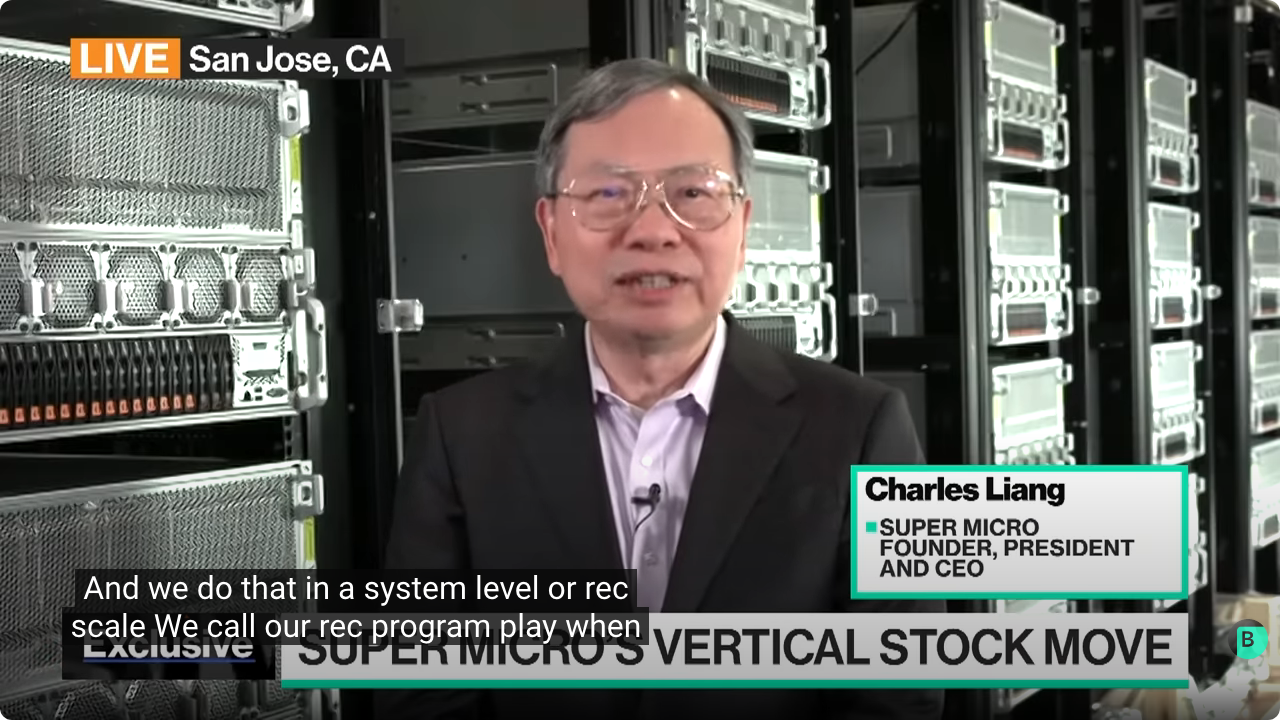 LIVE San Jose, CA
Charles Liang
SUPER MICRO
FOUNDER, PRESIDENT
AND CEO
And we do that in a system level or rec
scale We call our rec program play when
Exclusive SUPER MICRO'S VERTICAL STOCK MOVE
B